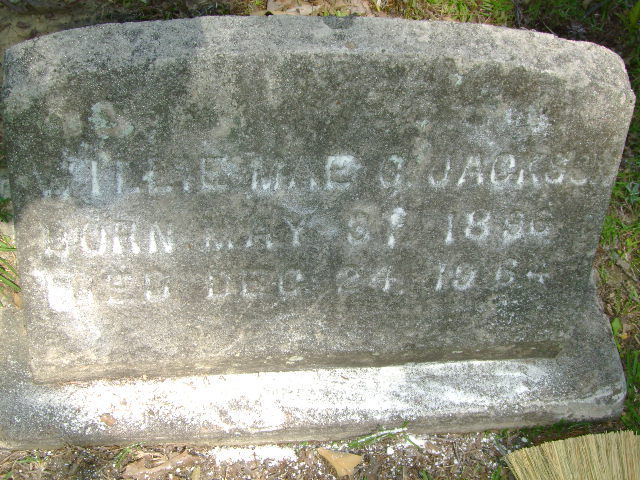 WILLIE MAE C. JACKSON
BORN MAY 31 1896
DIED DEC 24 1964